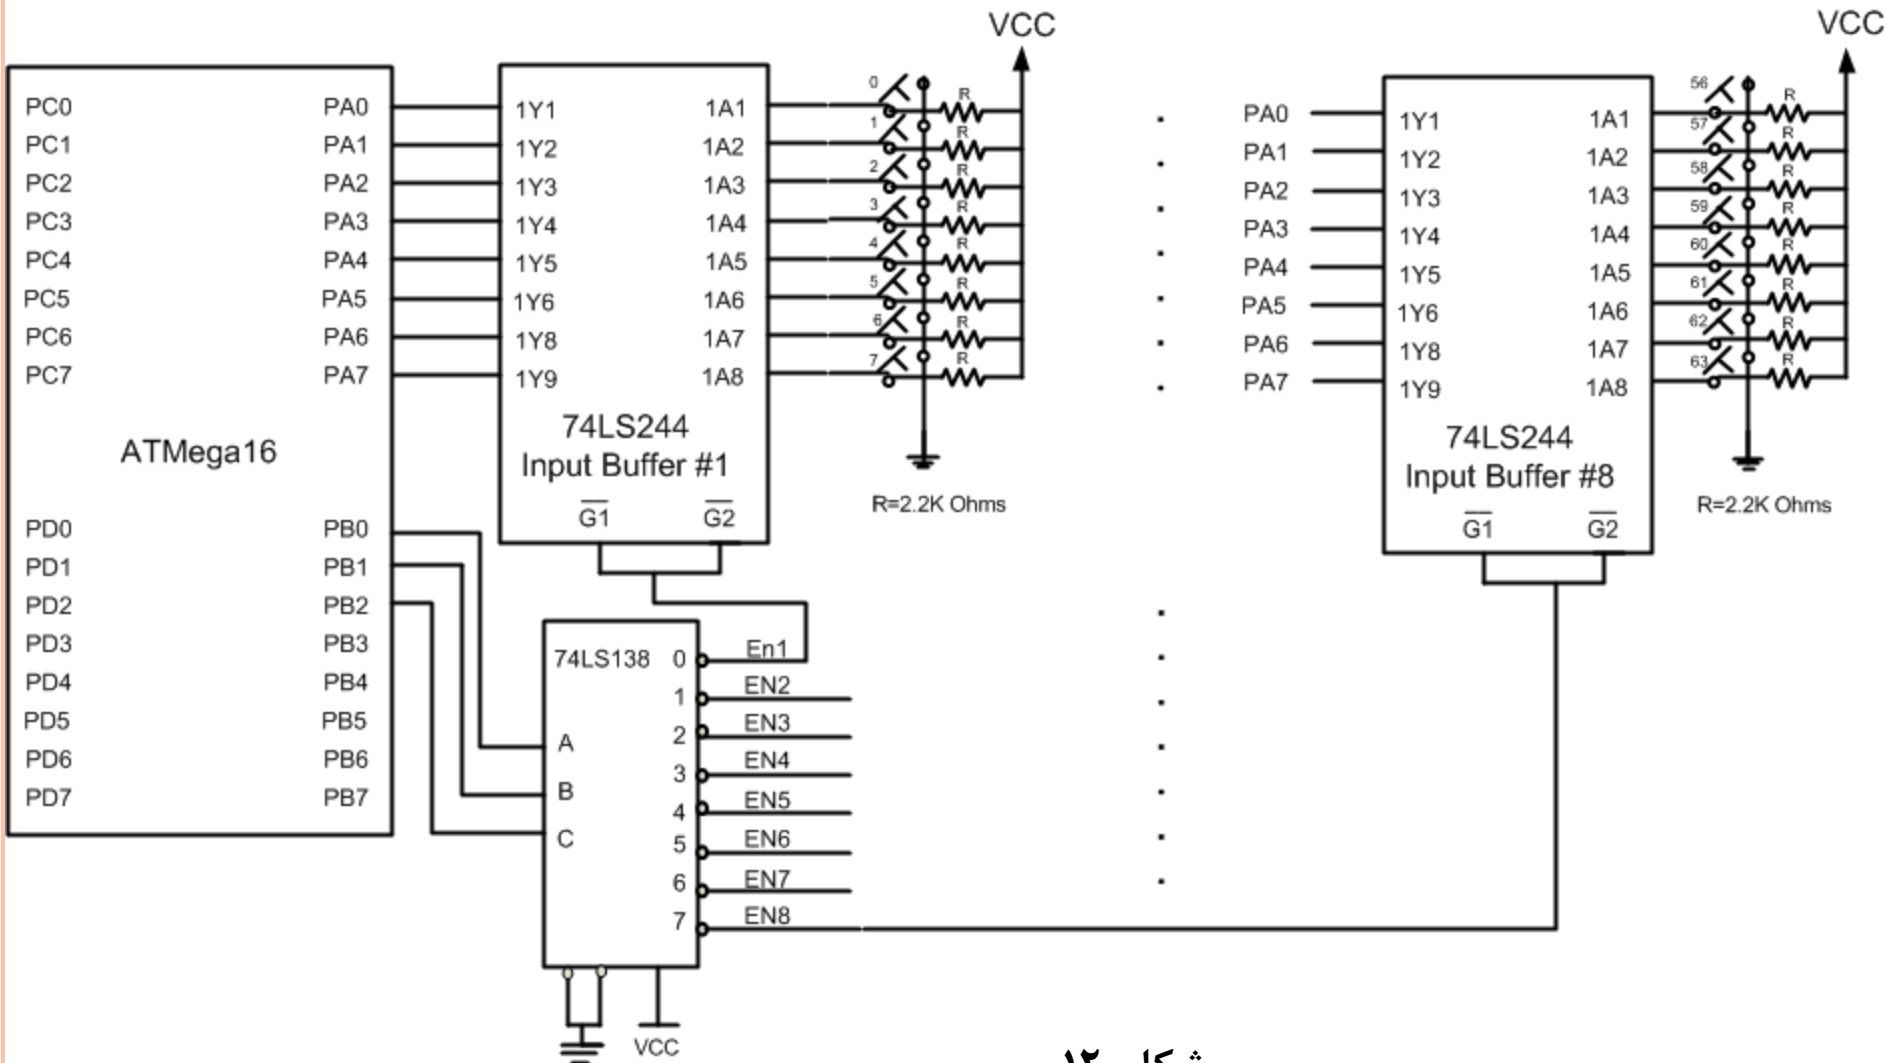 VCC
VCC
PC0 PA0 1Y1 1A1 0 R
PC1 PA1 1Y2 1A2 1 R
PC2 PA2 1Y3 1A3 2 R
PC3 PA3 1Y4 1A4 3 R
PC4 PA4 1Y5 1A5 4 R
PC5 PA5 1Y6 1A6 5 R
PC6 PA6 1Y8 1A7 6 R
PC7 PA7 1Y9 1A8 7 R
PA0 1Y1 1A1 56 R
PA1 1Y2 1A2 57 R
PA2 1Y3 1A3 58 R
PA3 1Y4 1A4 59 R
PA4 1Y5 1A5 60 R
PA5 1Y6 1A6 61 R
PA6 1Y8 1A7 62 R
PA7 1Y9 1A8 63 R
ATMega16
74LS244
Input Buffer #1
G1 G2
R=2.2K Ohms
74LS244
Input Buffer #8
G1 G2
R=2.2K Ohms
PD0 PB0
PD1 PB1
PD2 PB2
PD3 PB3
PD4 PB4
PD5 PB5
PD6 PB6
PD7 PB7
74LS138
A
B
C
0 En1
1 EN2
2 EN3
3 EN4
4 EN5
5 EN6
6 EN7
7 EN8
VCC